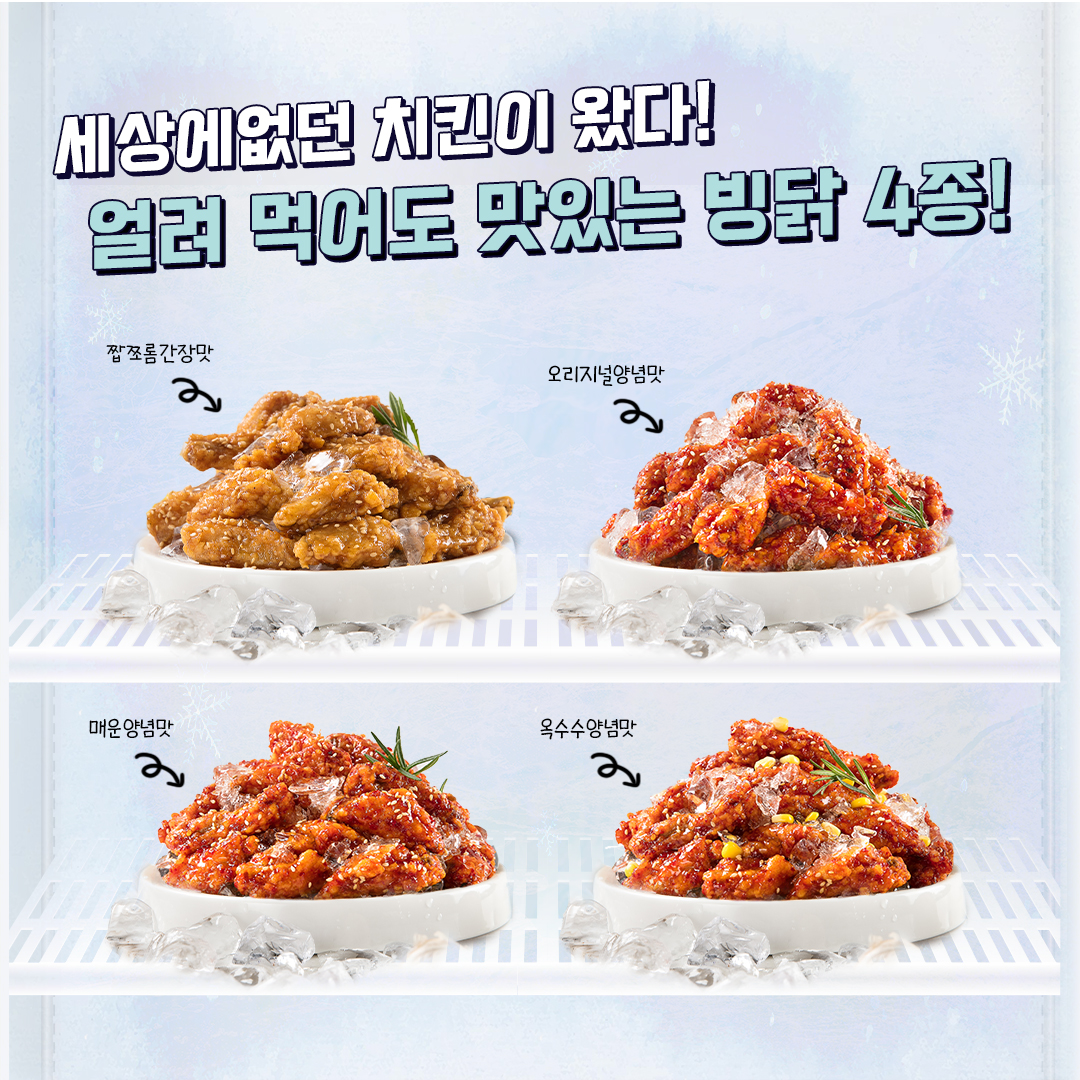 세상에없던 치킨이 왔다!
얼려 먹어도 맛있는 빙닭 4종!
짭쪼롬간장맛
오리지널양념맛
매운양념맛
옥수수양념맛